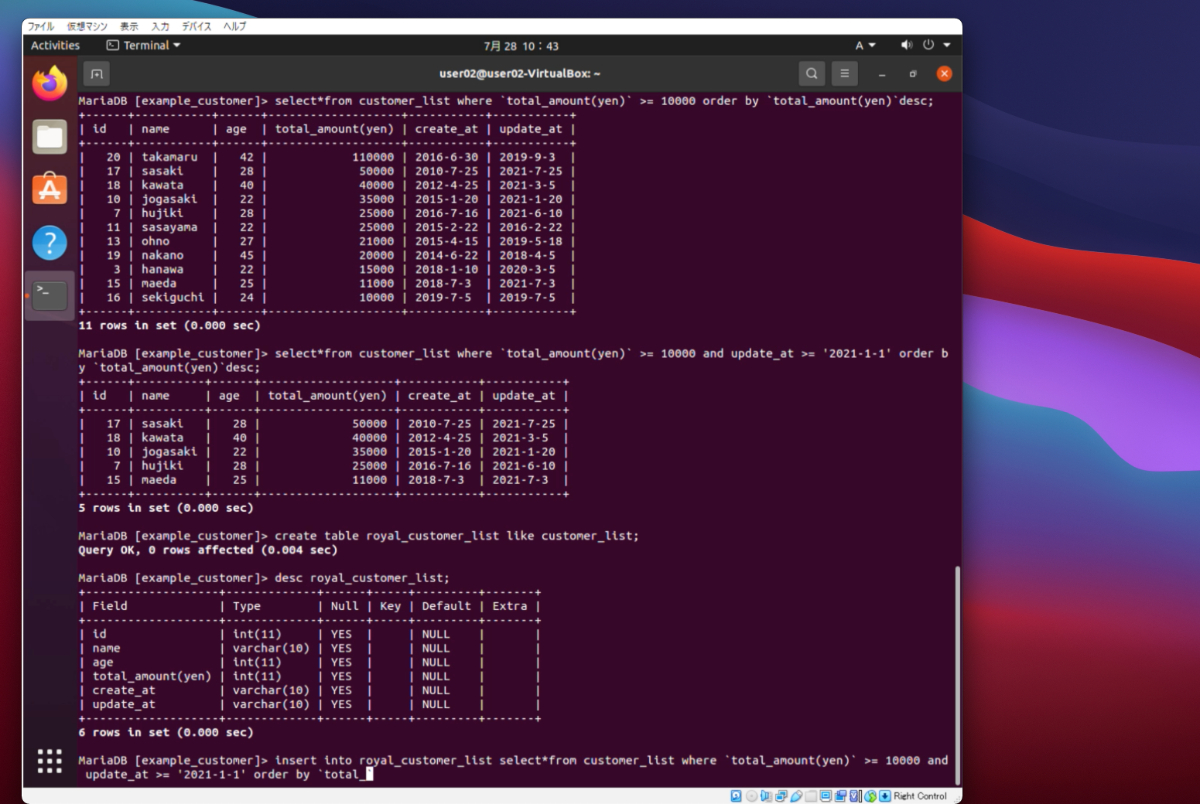 ファイル 仮想マシン 表示 入力 デバイス ヘルプ
Activities Terminal 7月 28 10：43 A
user02@user02-VirtualBox: ~
MariaDB [example_customer]> select*from customer_list where `total_amount(yen)` >= 10000 order by `total_amount(yen)`desc;
+------+-----------+------+-------------------+-----------+-----------+
| id   | name      | age  | total_amount(yen) | create_at | update_at |
+------+-----------+------+-------------------+-----------+-----------+
|   20 | takamaru  |   42 |            110000 | 2016-6-30 | 2019-9-3  |
|   17 | sasaki    |   28 |             50000 | 2010-7-25 | 2021-7-25 |
|   18 | kawata    |   40 |             40000 | 2012-4-25 | 2021-3-5  |
|   10 | jogasaki  |   22 |             35000 | 2015-1-20 | 2021-1-20 |
|    7 | hujiki    |   28 |             25000 | 2016-7-16 | 2021-6-10 |
|   11 | sasayama  |   22 |             25000 | 2015-2-22 | 2016-2-22 |
|   13 | ohno      |   27 |             21000 | 2015-4-15 | 2019-5-18 |
|   19 | nakano    |   45 |             20000 | 2014-6-22 | 2018-4-5  |
|    3 | hanawa    |   22 |             15000 | 2018-1-10 | 2020-3-5  |
|   15 | maeda     |   25 |             11000 | 2018-7-3  | 2021-7-3  |
|   16 | sekiguchi |   24 |             10000 | 2019-7-5  | 2019-7-5  |
+------+-----------+------+-------------------+-----------+-----------+
11 rows in set (0.000 sec)
MariaDB [example_customer]> select*from customer_list where `total_amount(yen)` >= 10000 and update_at >= '2021-1-1' order b
y `total_amount(yen)`desc;
+------+----------+------+-------------------+-----------+-----------+
| id   | name     | age  | total_amount(yen) | create_at | update_at |
+------+----------+------+-------------------+-----------+-----------+
|   17 | sasaki   |   28 |             50000 | 2010-7-25 | 2021-7-25 |
|   18 | kawata   |   40 |             40000 | 2012-4-25 | 2021-3-5  |
|   10 | jogasaki |   22 |             35000 | 2015-1-20 | 2021-1-20 |
|    7 | hujiki   |   28 |             25000 | 2016-7-16 | 2021-6-10 |
|   15 | maeda    |   25 |             11000 | 2018-7-3  | 2021-7-3  |
+------+----------+------+-------------------+-----------+-----------+
5 rows in set (0.000 sec)
MariaDB [example_customer]> create table royal_customer_list like customer_list;
Query OK, 0 rows affected (0.004 sec)
MariaDB [example_customer]> desc royal_customer_list;
+-------------------+-------------+------+-----+---------+-------+
| Field             | Type        | Null | Key | Default | Extra |
+-------------------+-------------+------+-----+---------+-------+
| id                | int(11)     | YES  |     | NULL    |       |
| name              | varchar(10) | YES  |     | NULL    |       |
| age               | int(11)     | YES  |     | NULL    |       |
| total_amount(yen) | int(11)     | YES  |     | NULL    |       |
| create_at         | varchar(10) | YES  |     | NULL    |       |
| update_at         | varchar(10) | YES  |     | NULL    |       |
+-------------------+-------------+------+-----+---------+-------+
6 rows in set (0.000 sec)
MariaDB [example_customer]> insert into royal_customer_list select*from customer_list where `total_amount(yen)` >= 10000 and
 update_at >= '2021-1-1' order by `total_`
Right Control